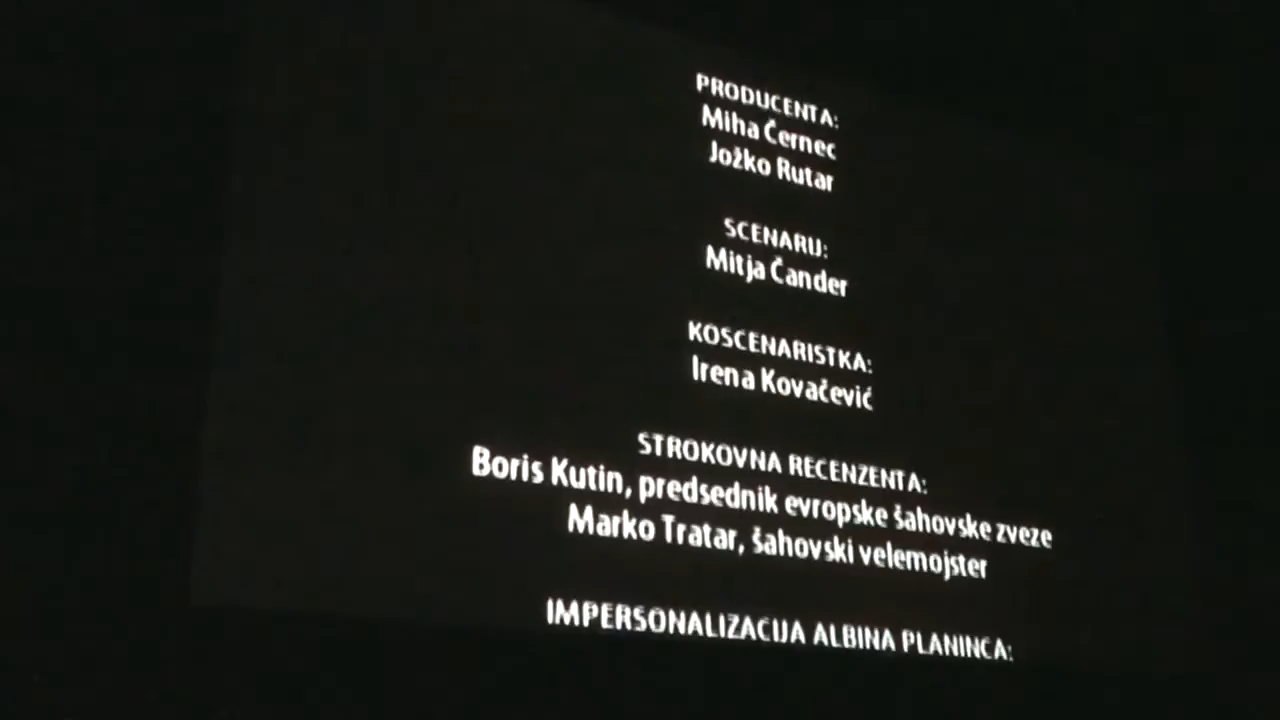 PRODUCENTA:
Miha Černec
Jožko Rutar
SCENARIJ:
Mitja Čander
KOSCENARISTKA:
Irena Kovačević
STROKOVNA RECENZENTA:
Boris Kutin, predsednik evropske šahovske zveze
Marko Tratar, šahovski velemojster
IMPERSONALIZACIJA ALBINA PLANINCA: